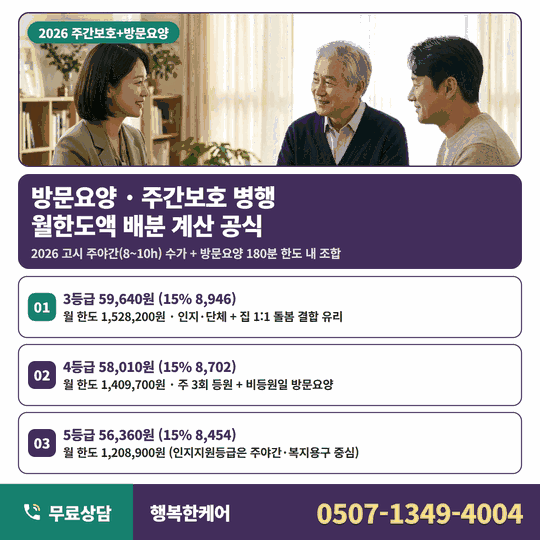 2026 주간보호+방문요양
방문요양 · 주간보호 병행
월한도액 배분 계산 공식
2026 고시 주야간(8~10h) 수가 + 방문요양 180분 한도 내 조합
01
3등급 59,640원 (15% 8,946)
월 한도 1,528,200원 · 인지·단체 + 집 1:1 돌봄 결합 유리
02
4등급 58,010원 (15% 8,702)
월 한도 1,409,700원 · 주 3회 등원 + 비등원일 방문요양
03
5등급 56,360원 (15% 8,454)
월 한도 1,208,900원 (인지지원등급은 주야간·복지용구 중심)
무료상담
행복한케어
0507-1349-4004